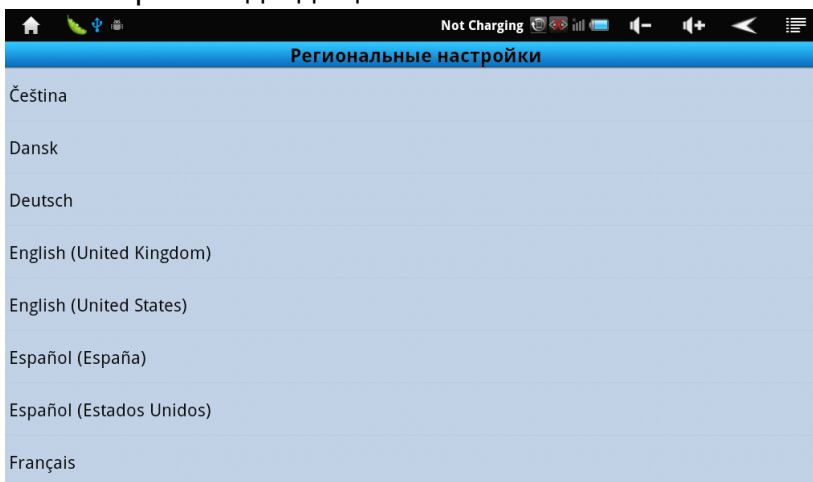 Not Charging
Региональные настройки
Čeština
Dansk
Deutsch
English (United Kingdom)
English (United States)
Español (España)
Español (Estados Unidos)
Français